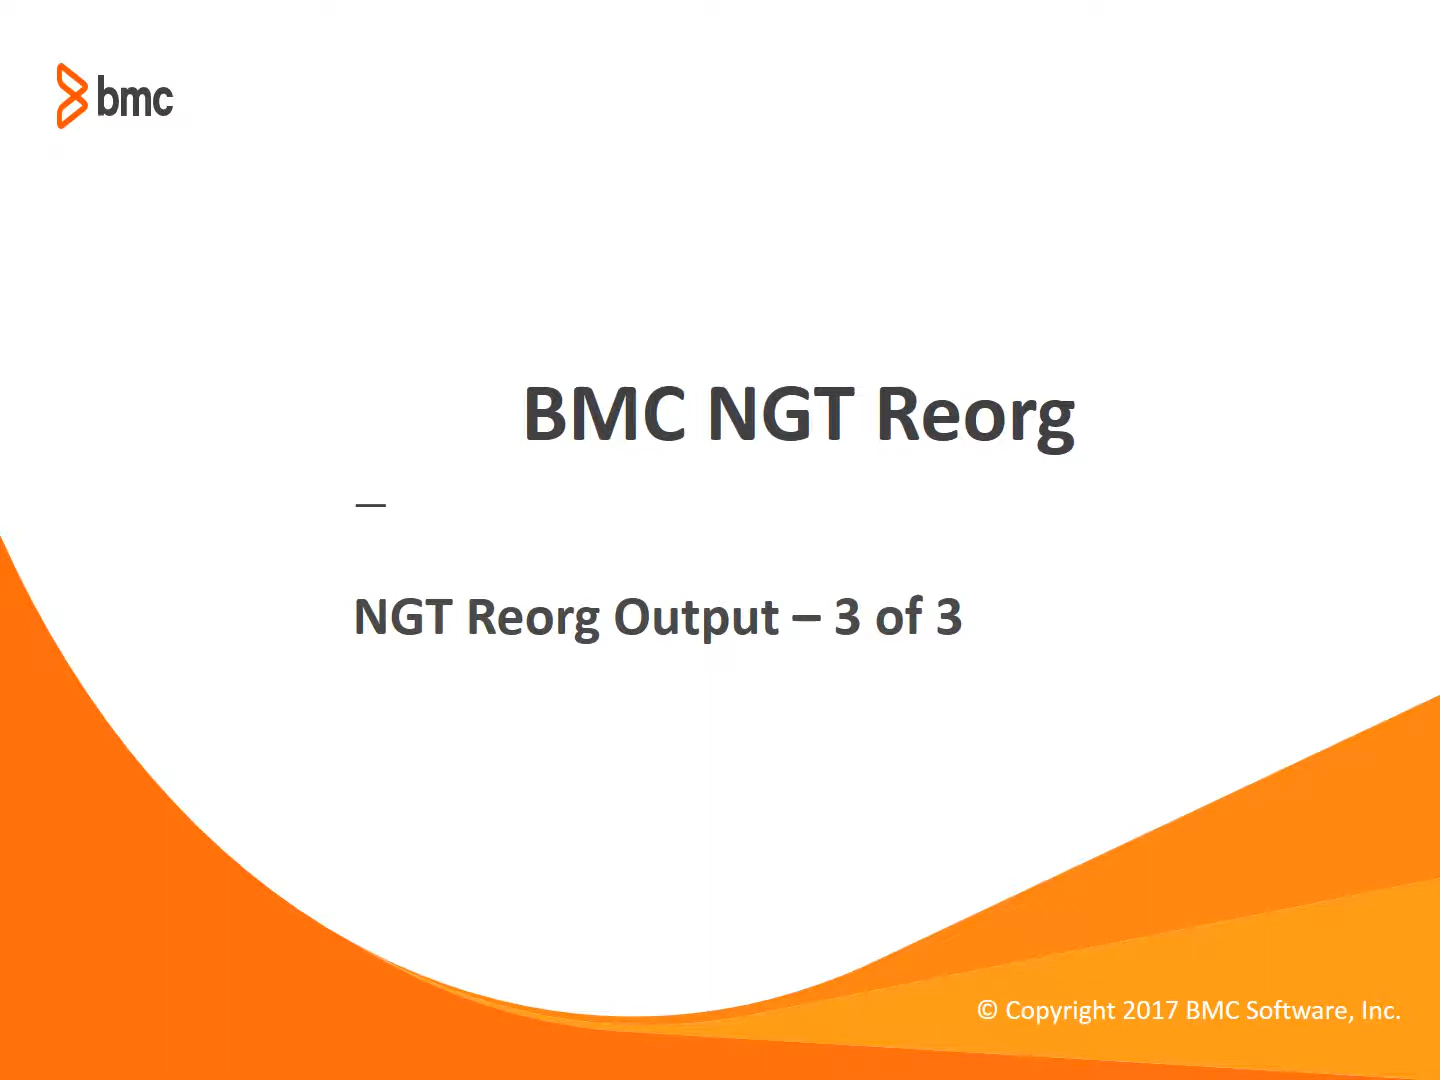 bmc
BMC NGT Reorg
—
NGT Reorg Output – 3 of 3
© Copyright 2017 BMC Software, Inc.